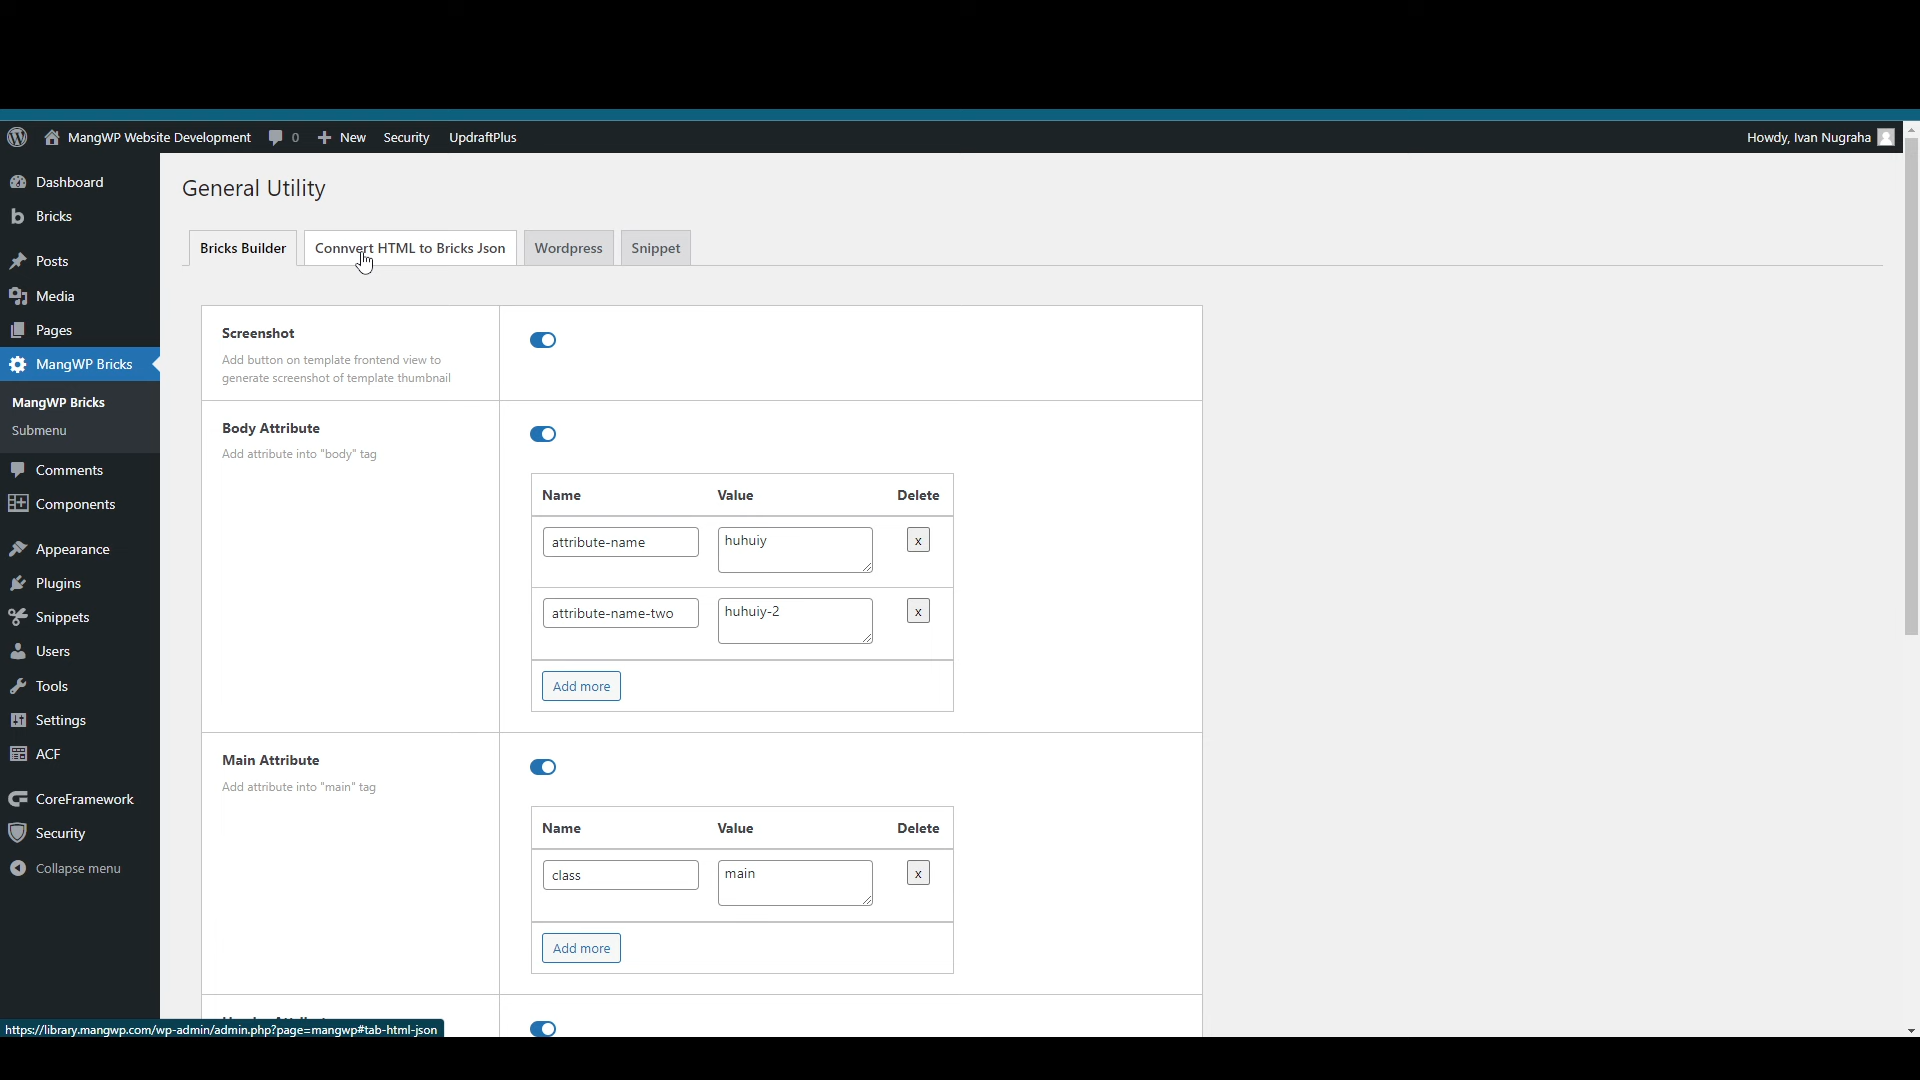 MangWP Website Development
0
New
Security
UpdraftPlus
Howdy, Ivan Nugraha
Dashboard
Bricks
Posts
Media
Pages
MangWP Bricks
MangWP Bricks
Submenu
Comments
Components
Appearance
Plugins
Snippets
Users
Tools
Settings
ACF
CoreFramework
Security
Collapse menu
General Utility
Bricks Builder
Connvert HTML to Bricks Json
Wordpress
Snippet
Screenshot
Add button on template frontend view to
generate screenshot of template thumbnail
Body Attribute
Add attribute into "body" tag
Name Value Delete
attribute-name huhuiy x
attribute-name-two huhuiy-2 x
Add more
Main Attribute
Add attribute into "main" tag
Name Value Delete
class main x
Add more
https://library.mangwp.com/wp-admin/admin.php?page=mangwp#tab-html-json